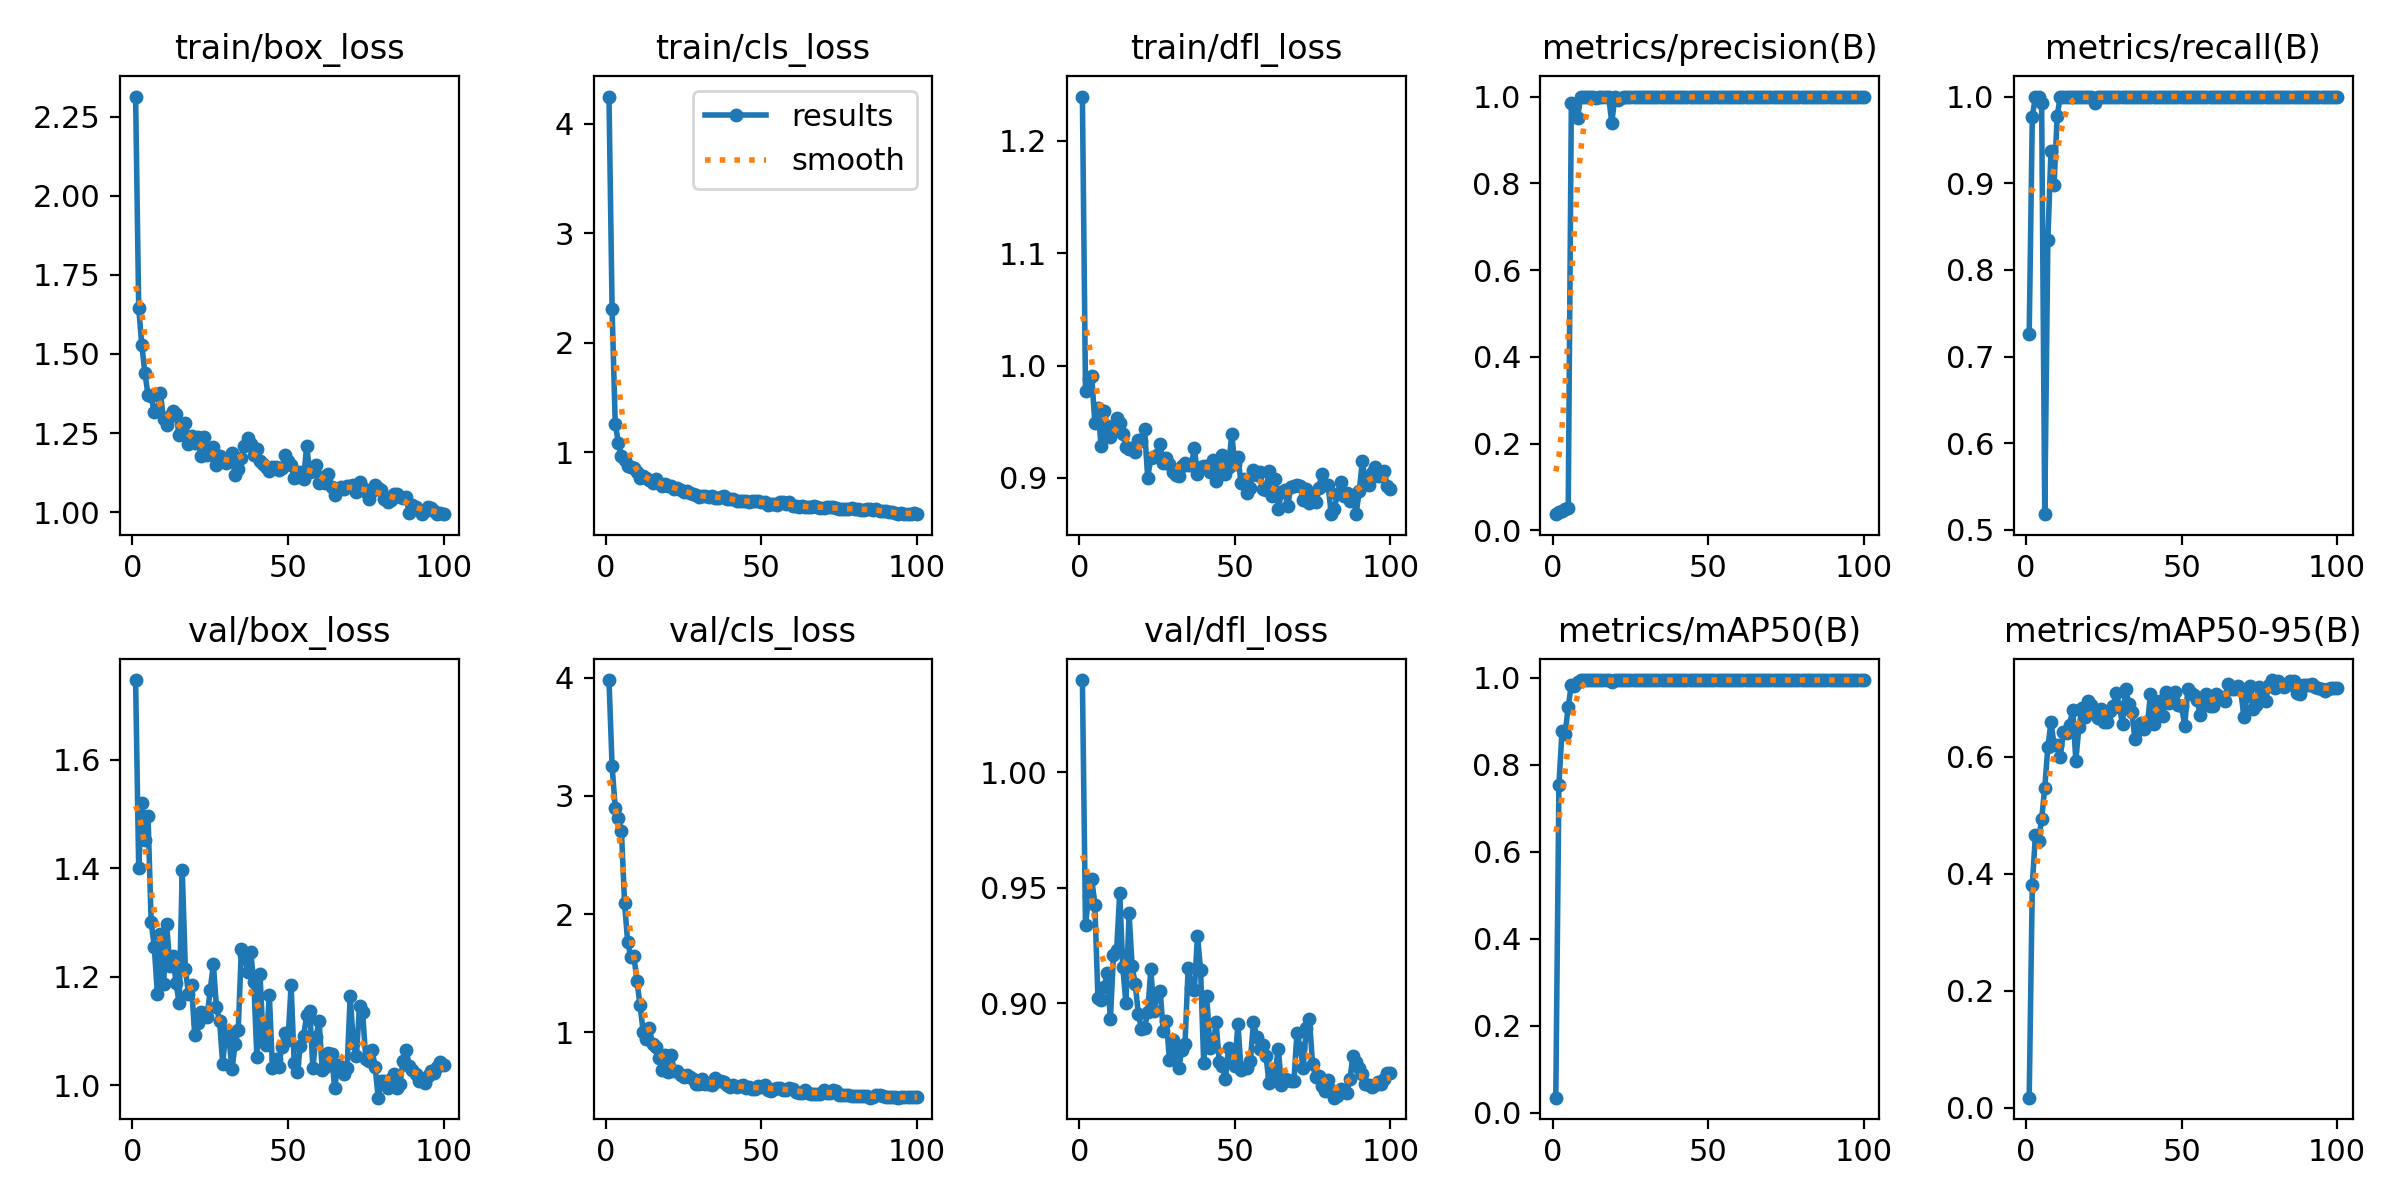 train/box_loss
2.25
2.00
1.75
1.50
1.25
1.00
0 50 100
train/cls_loss
results
smooth
4
3
2
1
0 50 100
train/dfl_loss
1.2
1.1
1.0
0.9
0 50 100
metrics/precision(B)
1.0
0.8
0.6
0.4
0.2
0.0
0 50 100
metrics/recall(B)
1.0
0.9
0.8
0.7
0.6
0.5
0 50 100
val/box_loss
1.6
1.4
1.2
1.0
0 50 100
val/cls_loss
4
3
2
1
0 50 100
val/dfl_loss
1.00
0.95
0.90
0 50 100
metrics/mAP50(B)
1.0
0.8
0.6
0.4
0.2
0.0
0 50 100
metrics/mAP50-95(B)
0.6
0.4
0.2
0.0
0 50 100